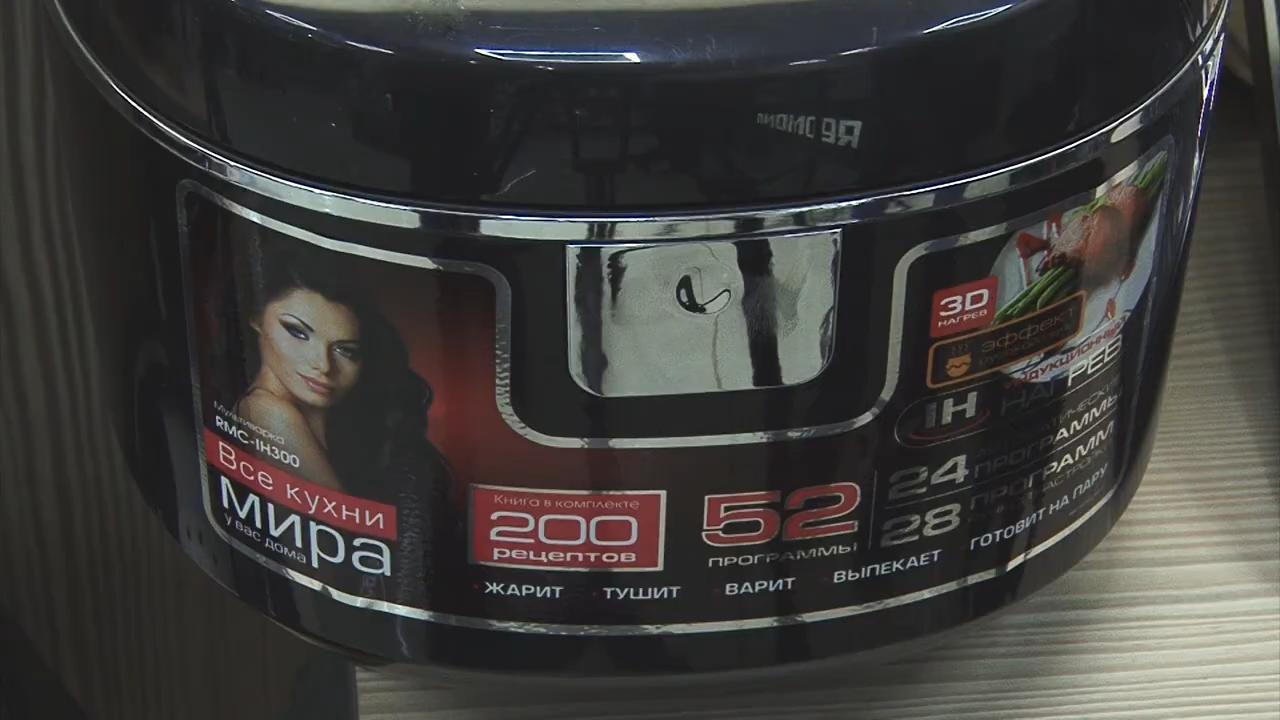 Мультиварка
RMC-IH300
Все кухни
мира
у вас дома
Книга в комплекте
200
рецептов
52
ПРОГРАММЫ
3D
НАГРЕВ
эффект
ИНДУКЦИОННЫЙ
IH НАГРЕВ
24 ПРОГРАММЫ
28 ПРОГРАММ
ЖАРИТ ТУШИТ ВАРИТ ВЫПЕКАЕТ ГОТОВИТ НА ПАРУ